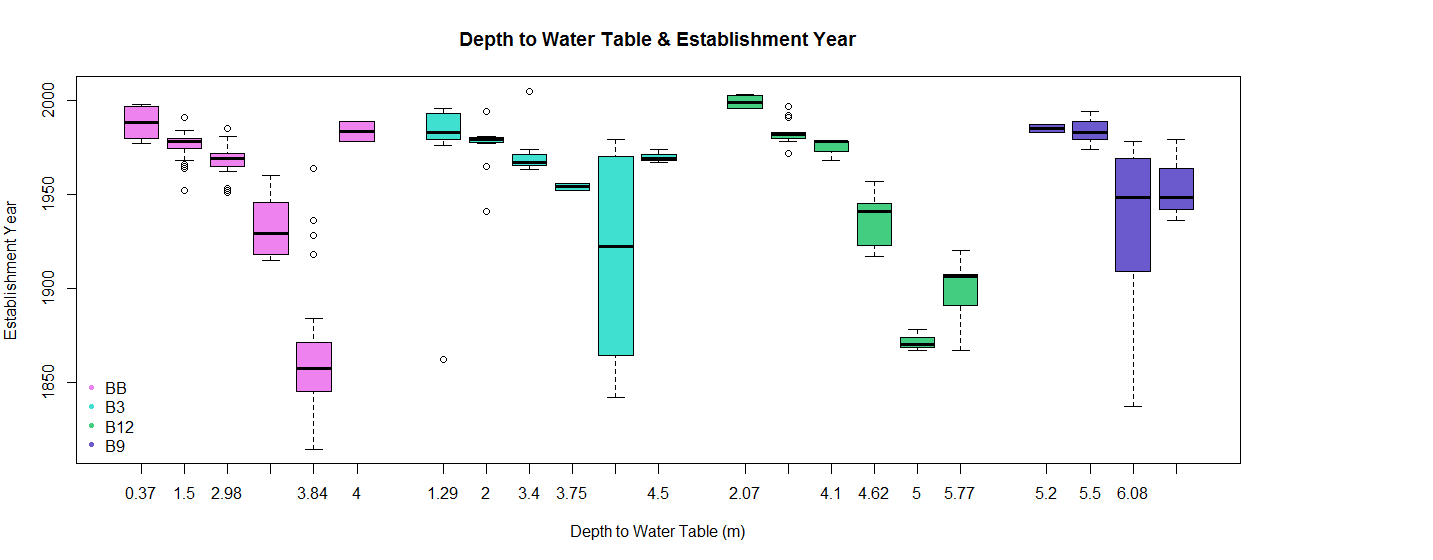 Depth to Water Table & Establishment Year
Establishment Year
2000
1950
1900
1850
BB
B3
B12
B9
0.37 1.5 2.98 3.84 4 1.29 2 3.4 3.75 4.5 2.07 4.1 4.62 5 5.77 5.2 5.5 6.08
Depth to Water Table (m)